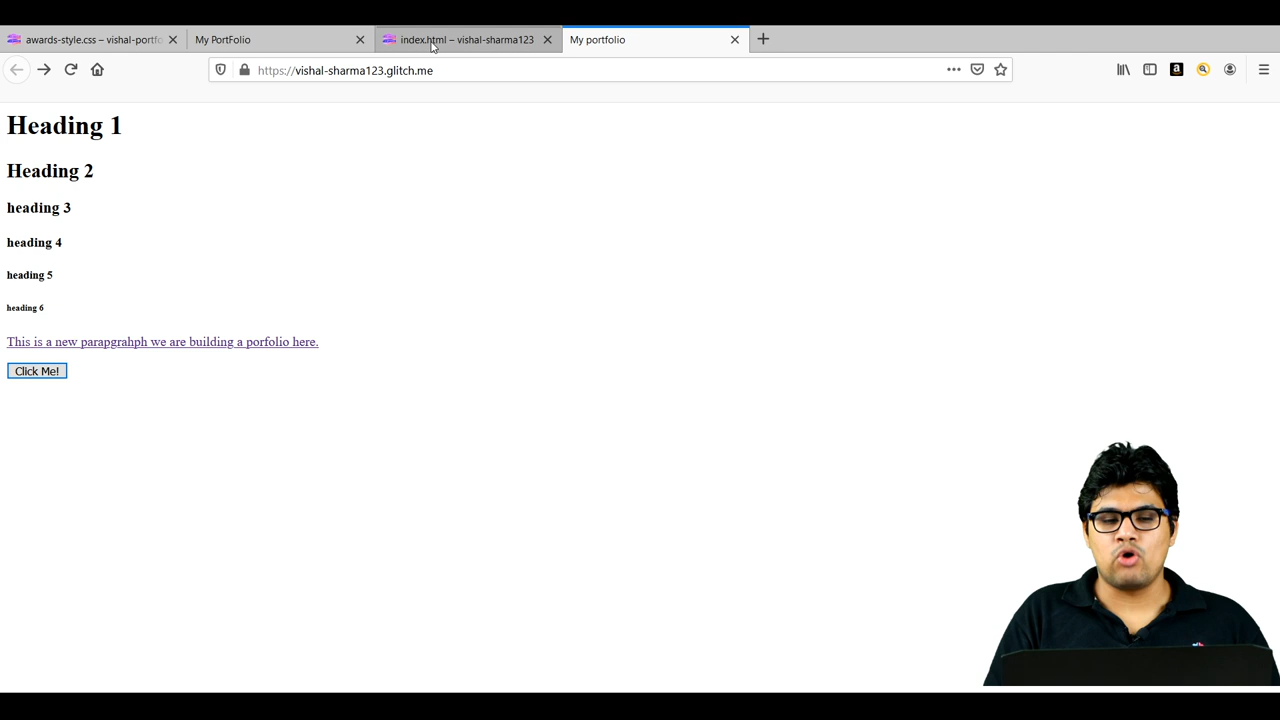 awards-style.css – vishal-portfo
My PortFolio
index.html – vishal-sharma123
My portfolio
https://vishal-sharma123.glitch.me
Heading 1
Heading 2
heading 3
heading 4
heading 5
heading 6
This is a new parapgrahph we are building a porfolio here.
Click Me!